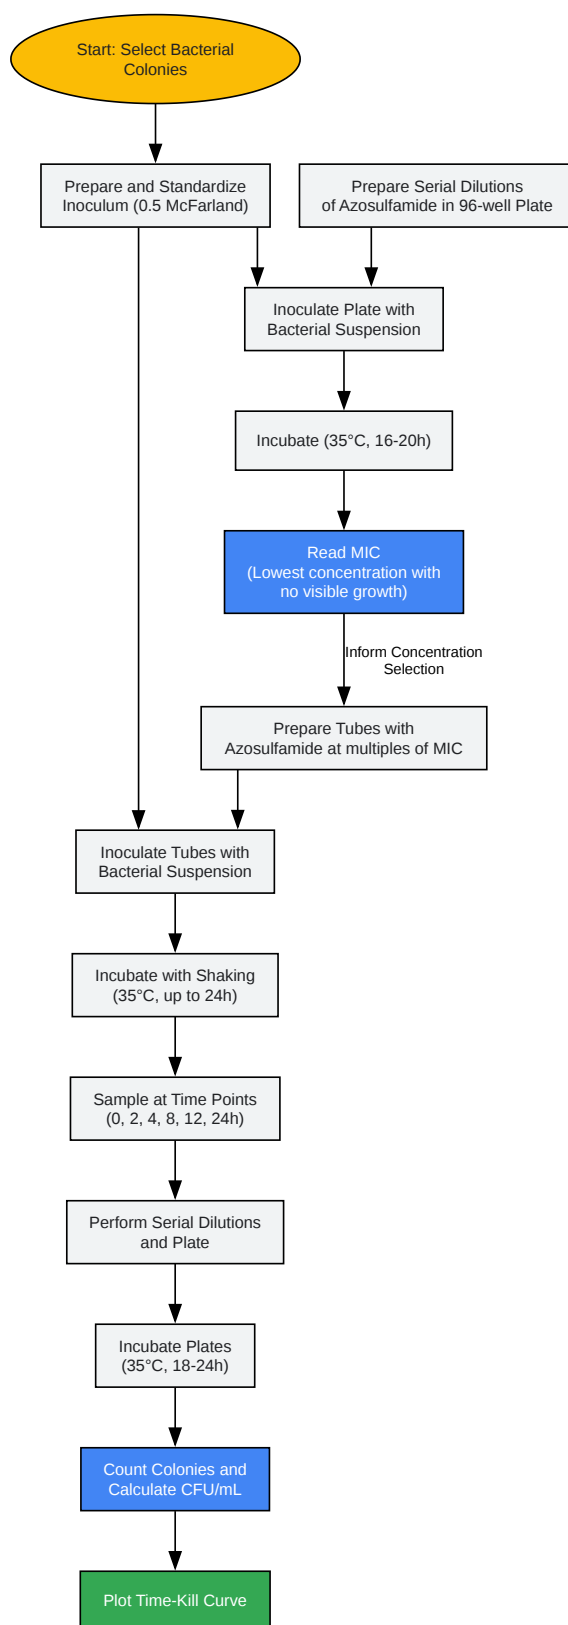 Start: Select Bacterial
Colonies
Prepare and Standardize
Inoculum (0.5 McFarland)
Prepare Serial Dilutions
of Azosulfamide in 96-well Plate
Inoculate Plate with
Bacterial Suspension
Incubate (35°C, 16-20h)
Read MIC
(Lowest concentration with
no visible growth)
Inform Concentration
Selection
Prepare Tubes with
Azosulfamide at multiples of MIC
Inoculate Tubes with
Bacterial Suspension
Incubate with Shaking
(35°C, up to 24h)
Sample at Time Points
(0, 2, 4, 8, 12, 24h)
Perform Serial Dilutions
and Plate
Incubate Plates
(35°C, 18-24h)
Count Colonies and
Calculate CFU/mL
Plot Time-Kill Curve